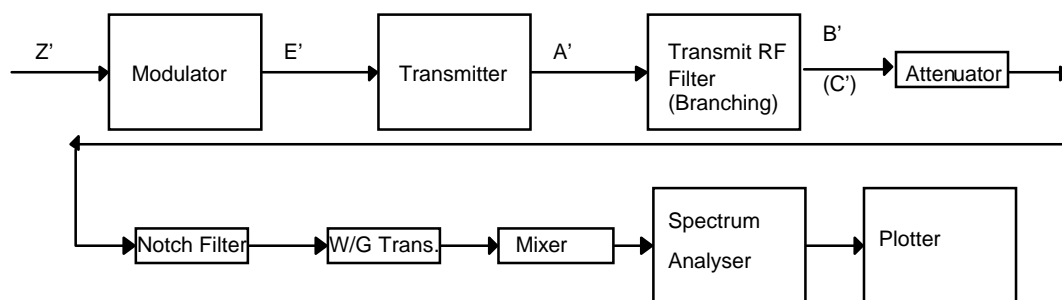 Z’
Modulator
E’
Transmitter
A’
Transmit RF
Filter
(Branching)
B’
(C’)
Attenuator
Notch Filter
W/G Trans.
Mixer
Spectrum
Analyser
Plotter